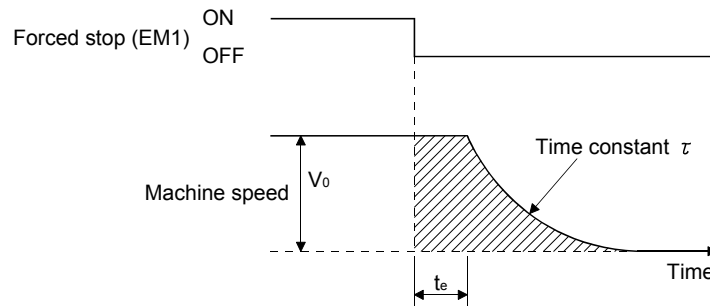 ON
Forced stop (EM1)
OFF
Time constant τ
V0
Machine speed
Time
te